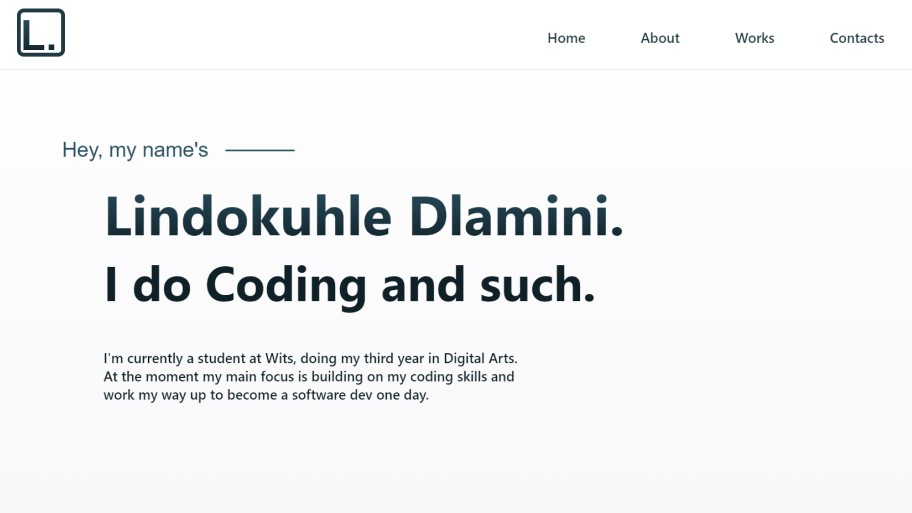 L.
Home About Works Contacts
Hey, my name's
Lindokuhle Dlamini.
I do Coding and such.
I'm currently a student at Wits, doing my third year in Digital Arts.
At the moment my main focus is building on my coding skills and
work my way up to become a software dev one day.